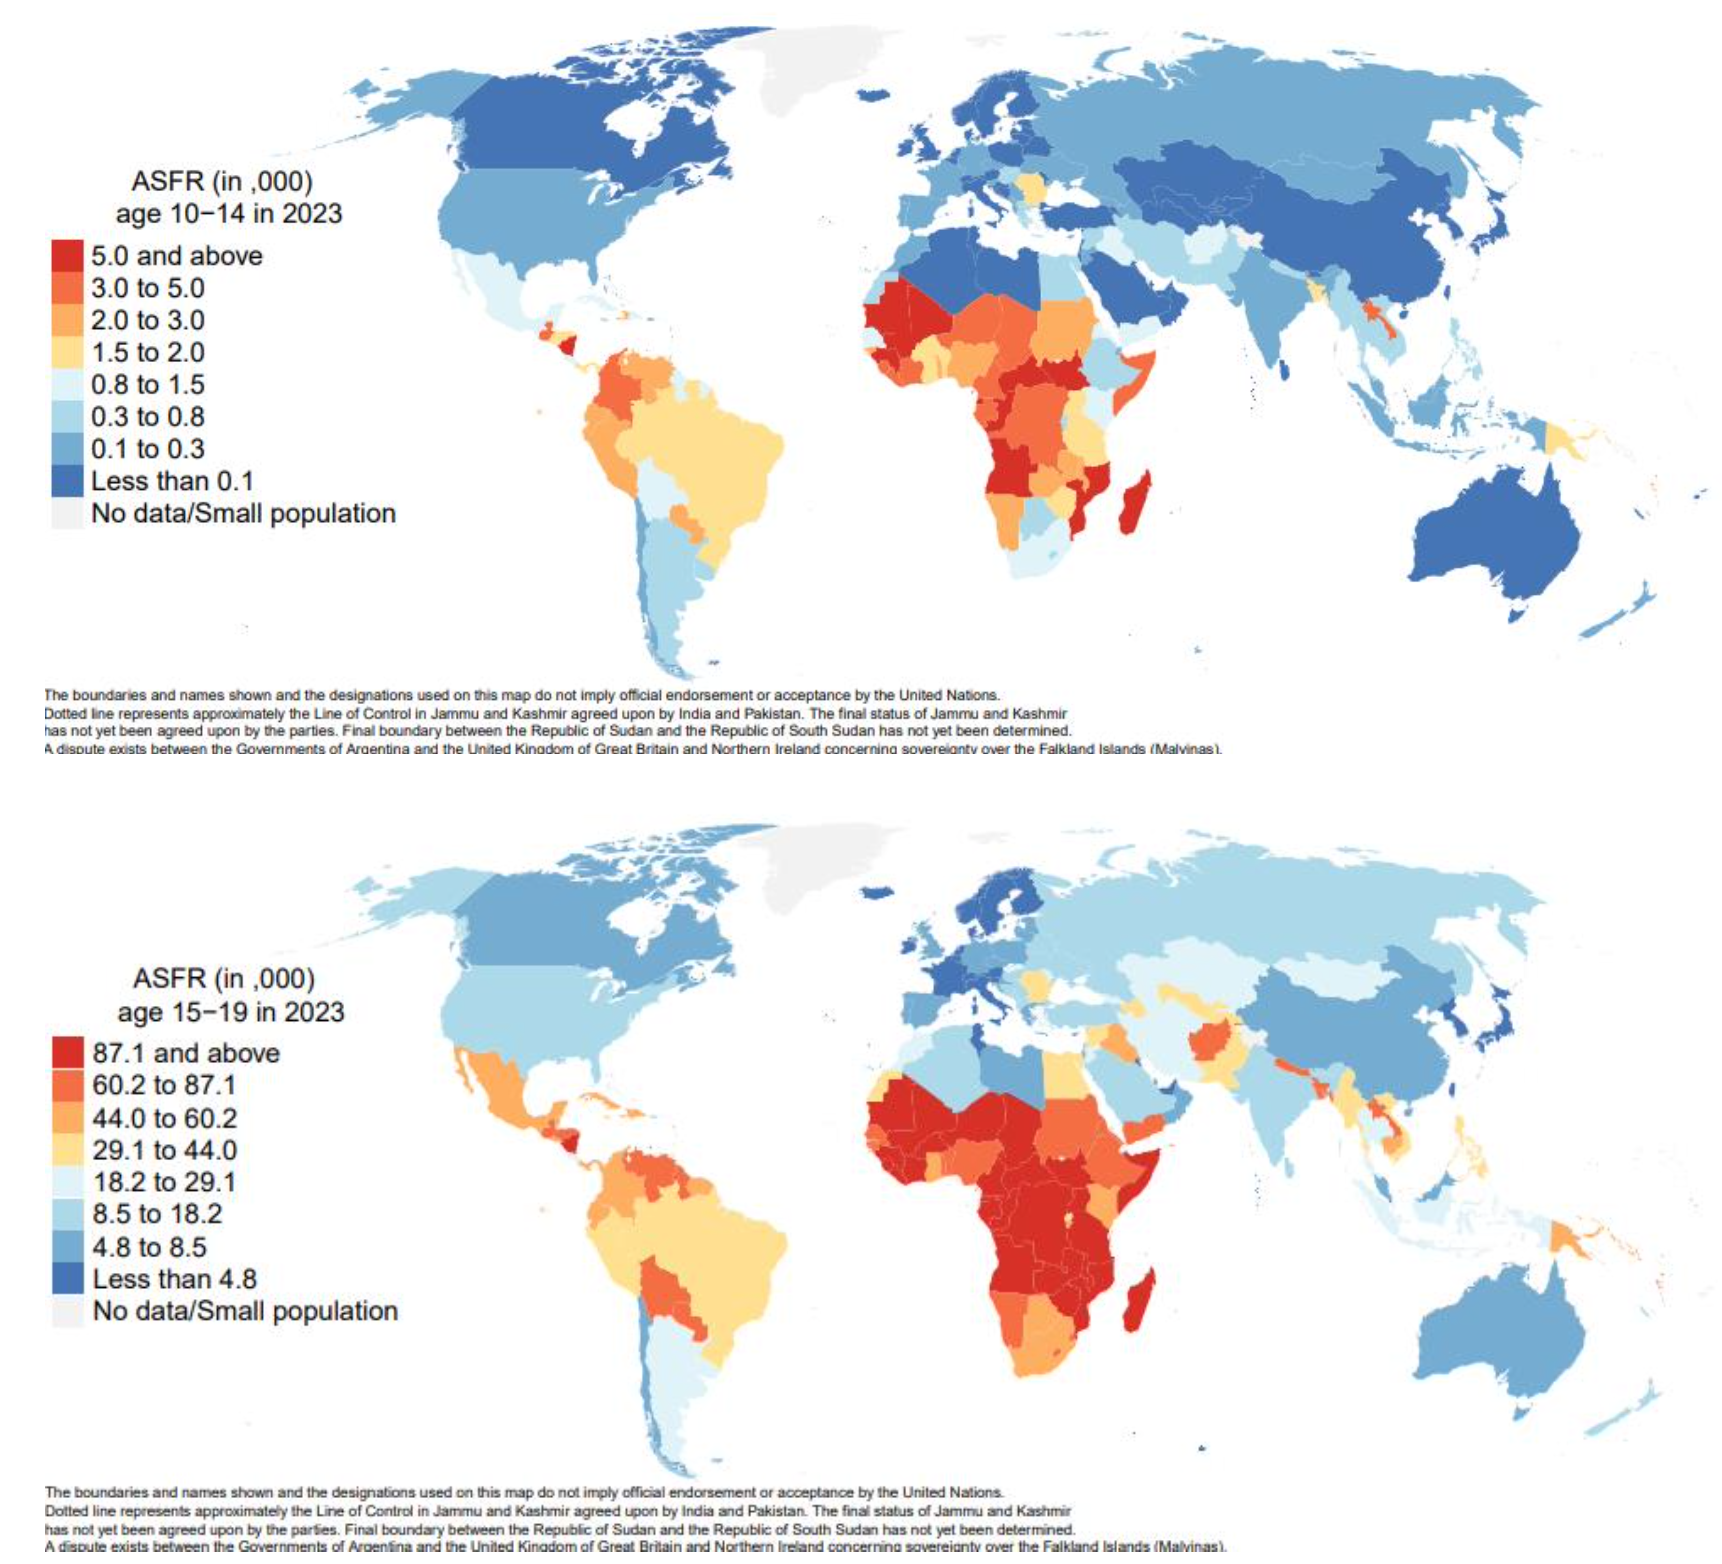 ASFR (in ,000)
age 10−14 in 2023
5.0 and above
3.0 to 5.0
2.0 to 3.0
1.5 to 2.0
0.8 to 1.5
0.3 to 0.8
0.1 to 0.3
Less than 0.1
No data/Small population
The boundaries and names shown and the designations used on this map do not imply official endorsement or acceptance by the United Nations.
Dotted line represents approximately the Line of Control in Jammu and Kashmir agreed upon by India and Pakistan. The final status of Jammu and Kashmir
has not yet been agreed upon by the parties. Final boundary between the Republic of Sudan and the Republic of South Sudan has not yet been determined.
A dispute exists between the Governments of Argentina and the United Kingdom of Great Britain and Northern Ireland concerning sovereignty over the Falkland Islands (Malvinas).
ASFR (in ,000)
age 15−19 in 2023
87.1 and above
60.2 to 87.1
44.0 to 60.2
29.1 to 44.0
18.2 to 29.1
8.5 to 18.2
4.8 to 8.5
Less than 4.8
No data/Small population
The boundaries and names shown and the designations used on this map do not imply official endorsement or acceptance by the United Nations.
Dotted line represents approximately the Line of Control in Jammu and Kashmir agreed upon by India and Pakistan. The final status of Jammu and Kashmir
has not yet been agreed upon by the parties. Final boundary between the Republic of Sudan and the Republic of South Sudan has not yet been determined.
A dispute exists between the Governments of Argentina and the United Kingdom of Great Britain and Northern Ireland concerning sovereignty over the Falkland Islands (Malvinas).